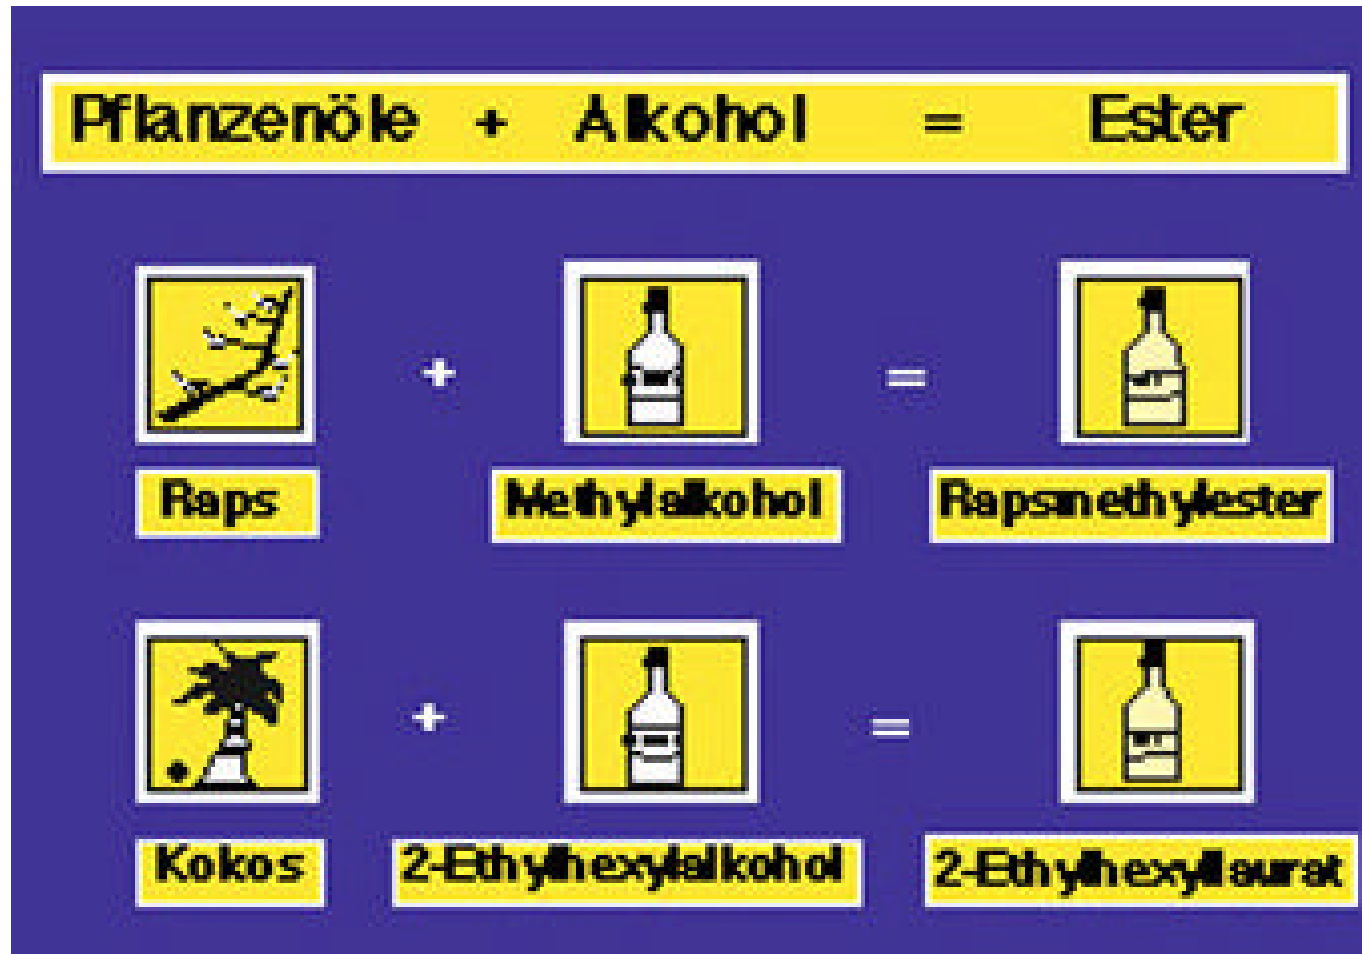 Pflanzenöle + Alkohol = Ester
+ =
Raps Methylalkohol Rapsmethylester
+ =
Kokos 2-Ethylhexylalkohol 2-Ethylhexyllaurat